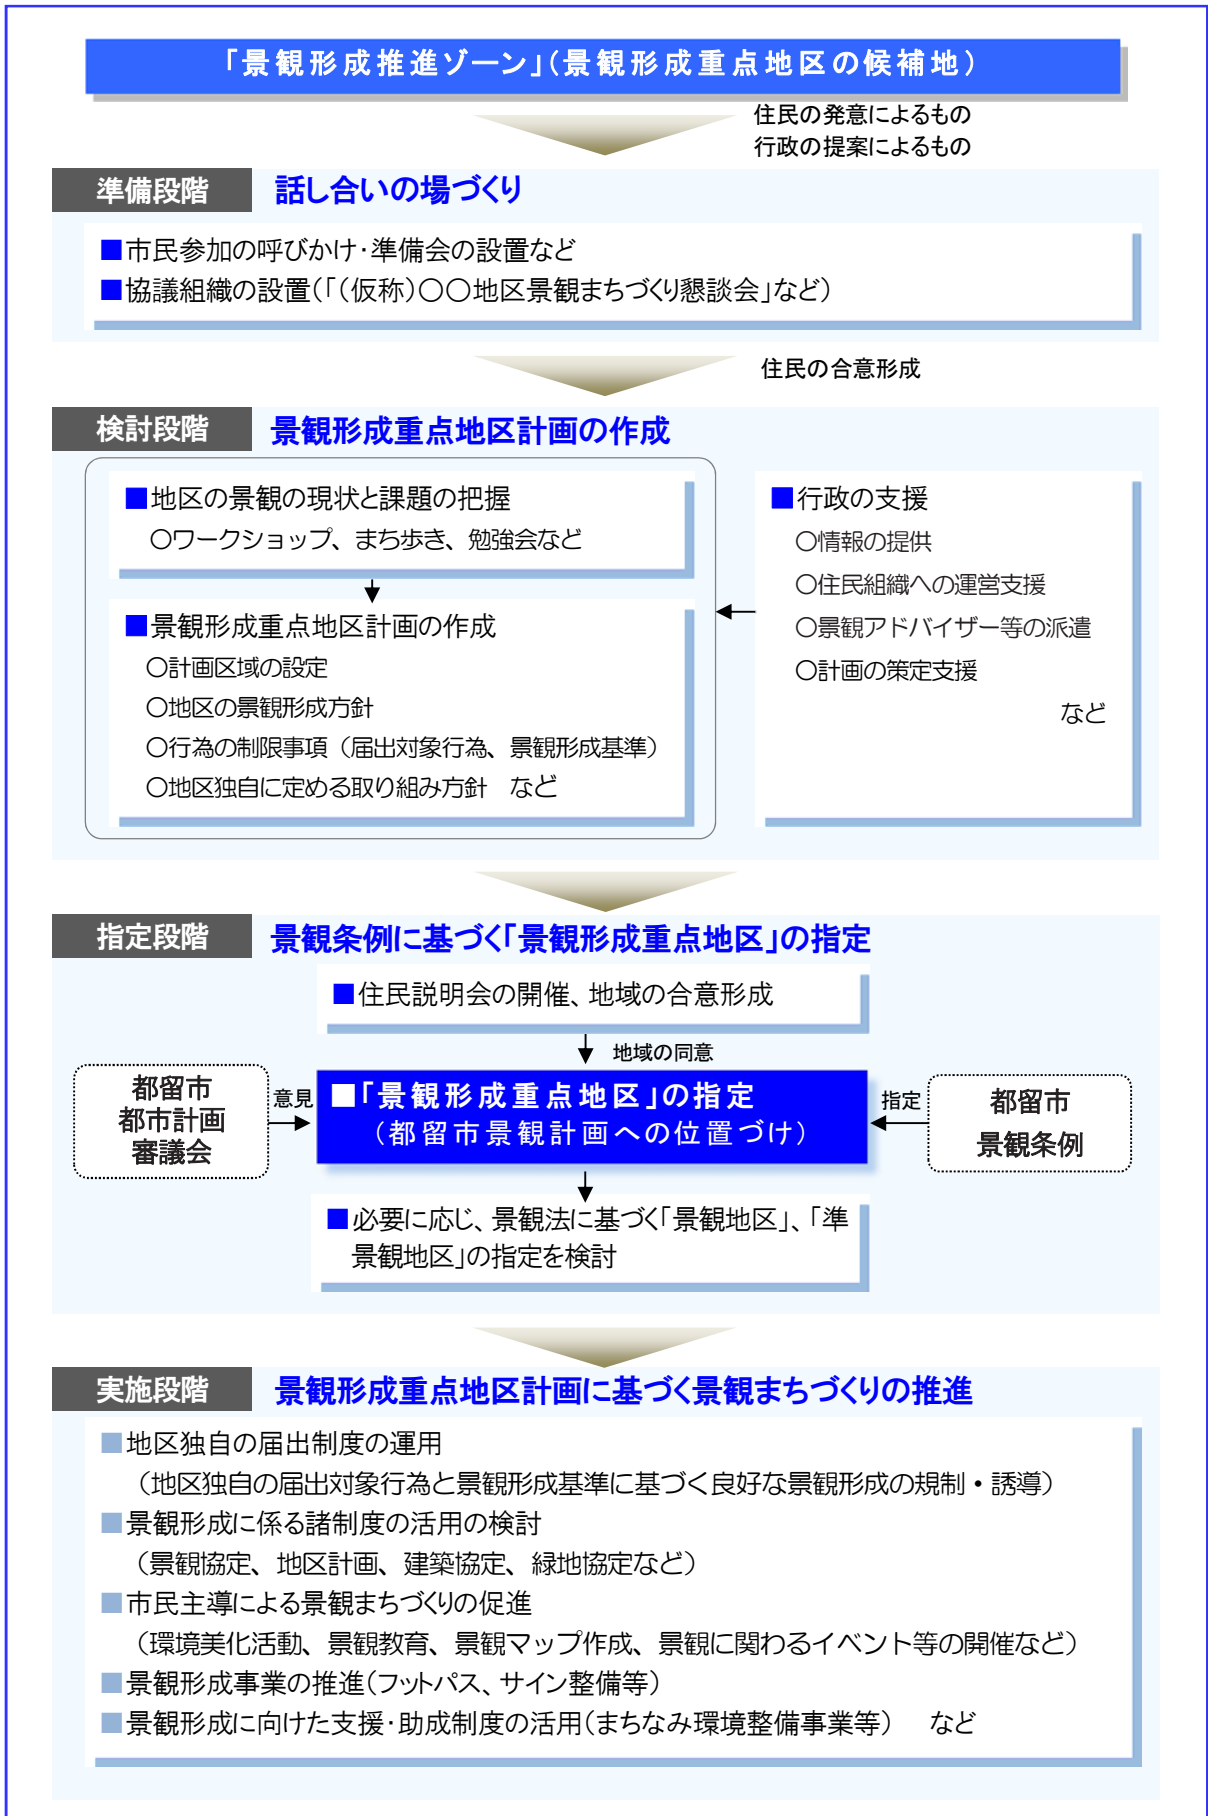 「景観形成推進ゾーン」（景観形成重点地区の候補地）
住民の発意によるもの
行政の提案によるもの
準備段階
話し合いの場づくり
■市民参加の呼びかけ・準備会の設置など
■協議組織の設置（「（仮称）〇〇地区景観まちづくり懇談会」など）
住民の合意形成
検討段階
景観形成重点地区計画の作成
■地区の景観の現状と課題の把握
〇ワークショップ、まち歩き、勉強会など
■景観形成重点地区計画の作成
〇計画区域の設定
〇地区の景観形成方針
〇行為の制限事項（届出対象行為、景観形成基準）
〇地区独自に定める取り組み方針　など
■行政の支援
〇情報の提供
〇住民組織への運営支援
〇景観アドバイザー等の派遣
〇計画の策定支援
など
指定段階
景観条例に基づく「景観形成重点地区」の指定
■住民説明会の開催、地域の合意形成
地域の同意
都留市
都市計画
審議会
意見
■「景観形成重点地区」の指定
（都留市景観計画への位置づけ）
指定
都留市
景観条例
■必要に応じ、景観法に基づく「景観地区」、「準
景観地区」の指定を検討
実施段階
景観形成重点地区計画に基づく景観まちづくりの推進
■地区独自の届出制度の運用
（地区独自の届出対象行為と景観形成基準に基づく良好な景観形成の規制・誘導）
■景観形成に係る諸制度の活用の検討
（景観協定、地区計画、建築協定、緑地協定など）
■市民主導による景観まちづくりの促進
（環境美化活動、景観教育、景観マップ作成、景観に関わるイベント等の開催など）
■景観形成事業の推進（フットパス、サイン整備等）
■景観形成に向けた支援・助成制度の活用（まちなみ環境整備事業等）　など